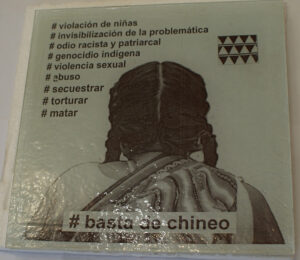 # violación de niñas
# invisibilización de la problemática
# odio racista y patriarcal
# genocidio indígena
# violencia sexual
# abuso
# secuestrar
# torturar
# matar
# basta de chineo